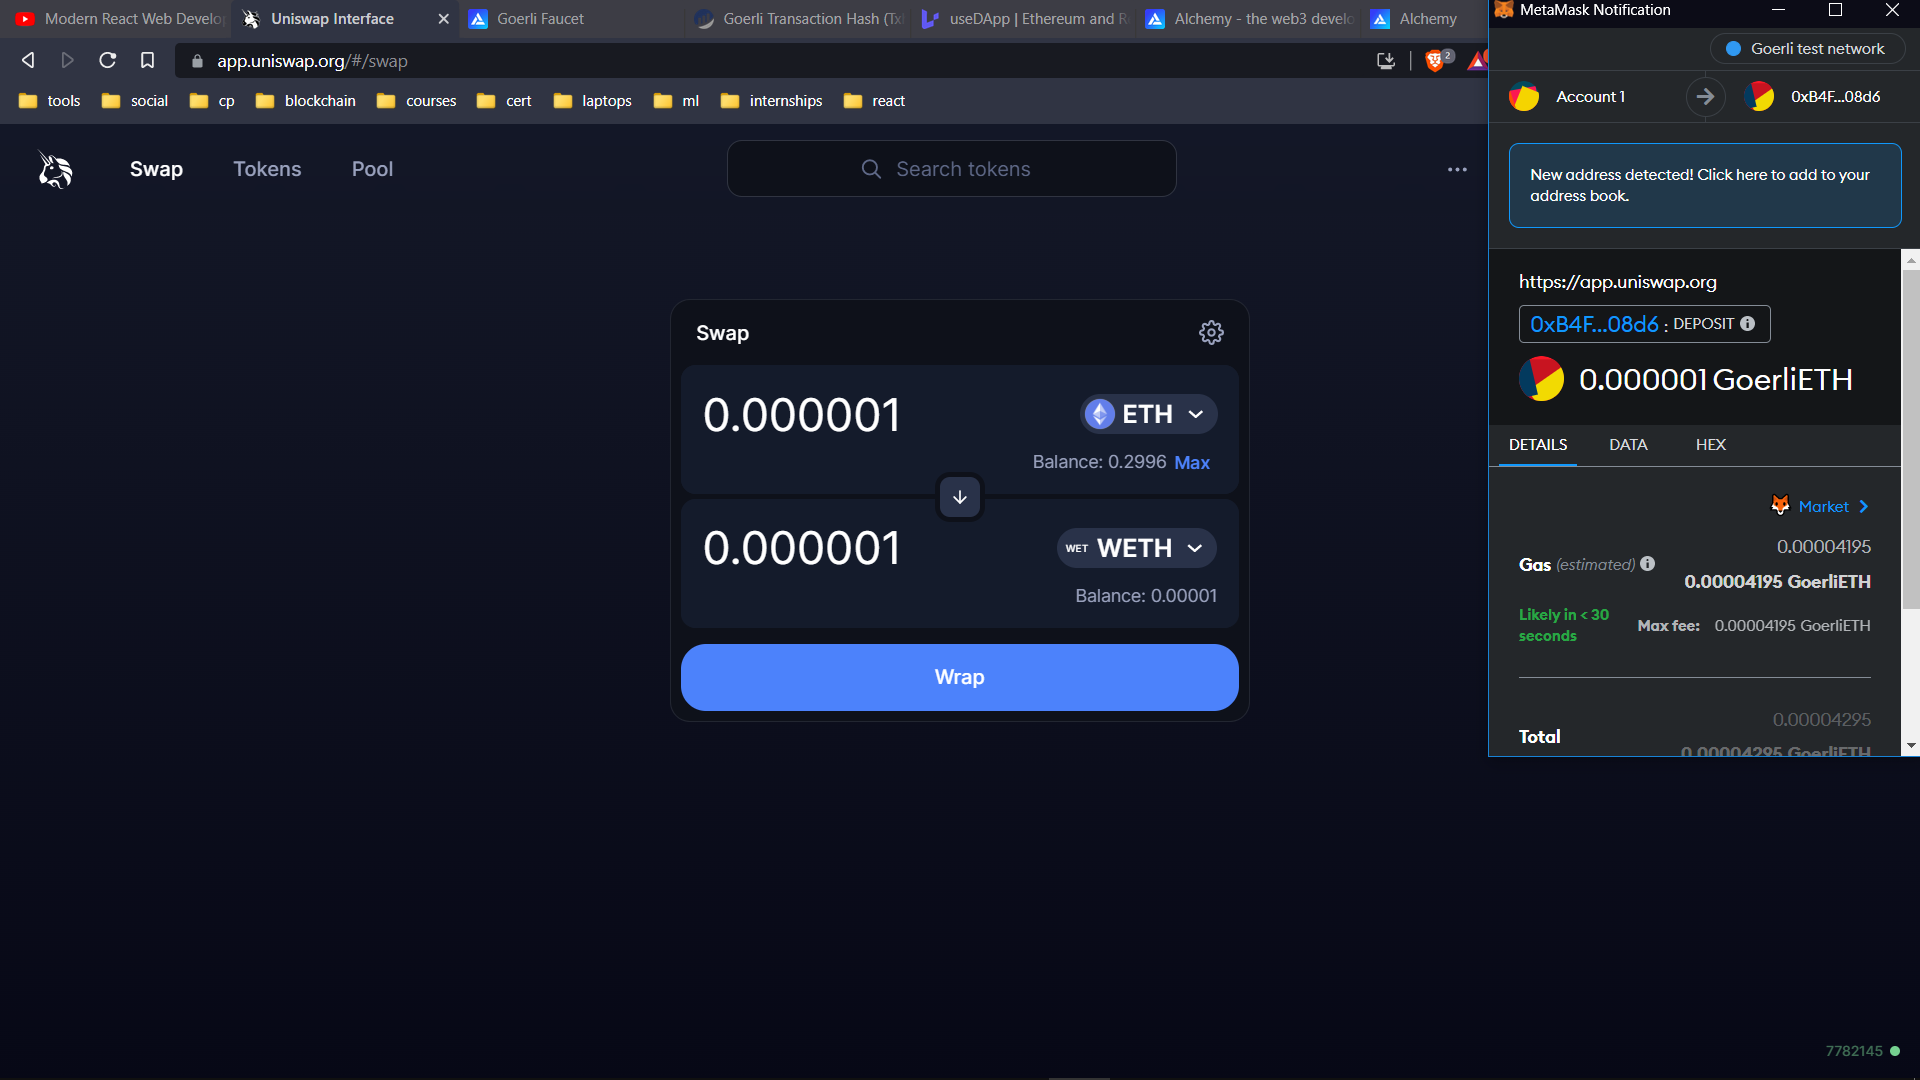 Modern React Web Develo
Uniswap Interface
Goerli Faucet
Goerli Transaction Hash (Tx
useDApp | Ethereum and R
Alchemy - the web3 develo
Alchemy
app.uniswap.org/#/swap
2
tools
social
cp
blockchain
courses
cert
laptops
ml
internships
react
Swap
Tokens
Pool
Search tokens
Swap
0.000001
ETH
Balance: 0.2996 Max
0.000001
WET WETH
Balance: 0.00001
Wrap
7782145
MetaMask Notification
Goerli test network
Account 1
0xB4F...08d6
New address detected! Click here to add to your
address book.
https://app.uniswap.org
0xB4F...08d6 : DEPOSIT
0.000001 GoerliETH
DETAILS
DATA
HEX
Market
0.00004195
Gas (estimated)
0.00004195 GoerliETH
Likely in < 30
seconds
Max fee: 0.00004195 GoerliETH
0.00004295
Total
0.00004295 GoerliETH